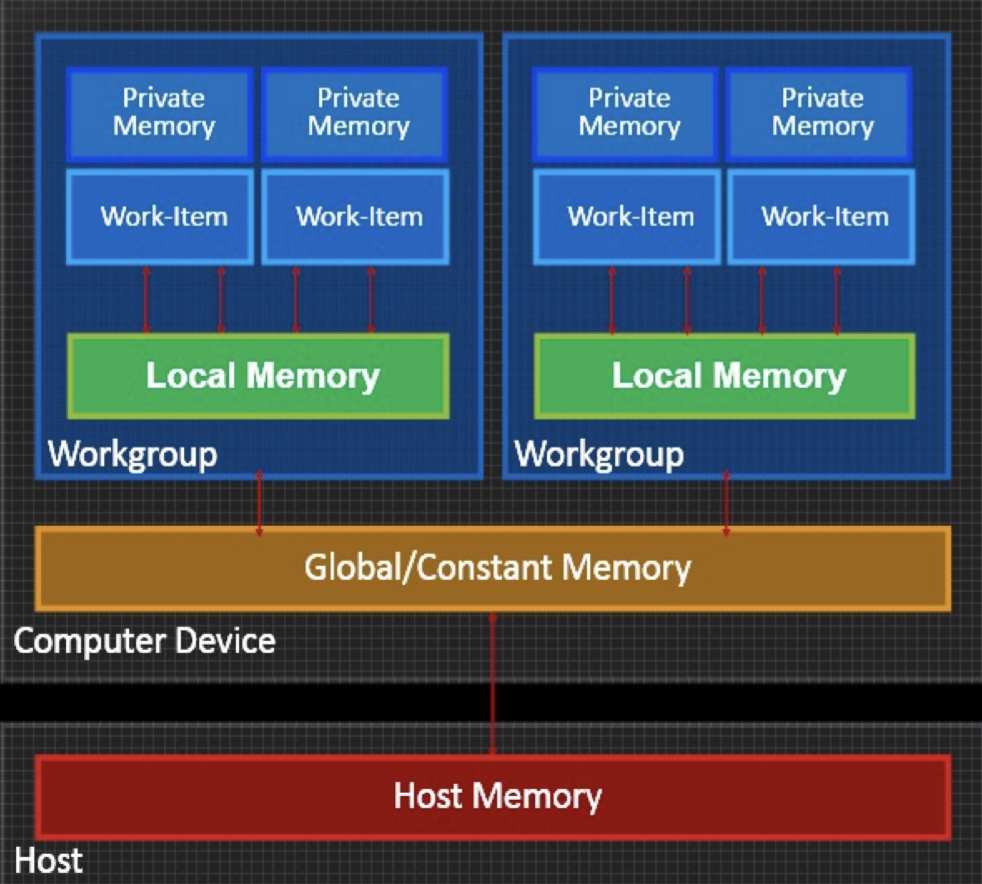 Private
Memory
Private
Memory
Private
Memory
Private
Memory
Work-Item
Work-Item
Work-Item
Work-Item
Local Memory
Local Memory
Workgroup
Workgroup
Global/Constant Memory
Computer Device
Host Memory
Host